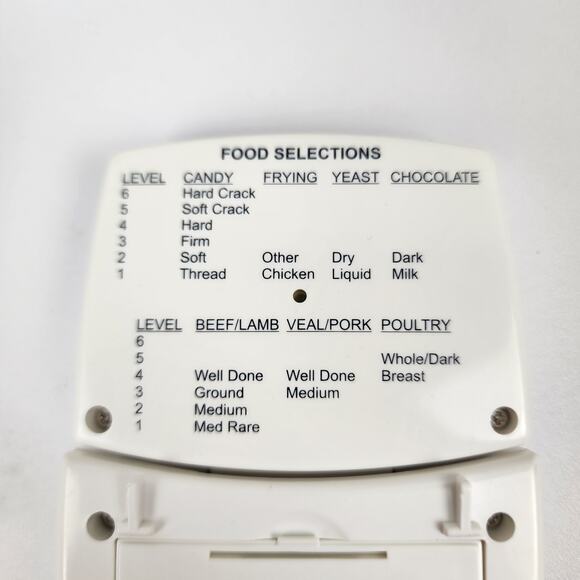 FOOD SELECTIONS
LEVEL CANDY FRYING YEAST CHOCOLATE
6 Hard Crack
5 Soft Crack
4 Hard
3 Firm
2 Soft Other Dry Dark
1 Thread Chicken Liquid Milk
LEVEL BEEF/LAMB VEAL/PORK POULTRY
6
5 Whole/Dark
4 Well Done Well Done Breast
3 Ground Medium
2 Medium
1 Med Rare